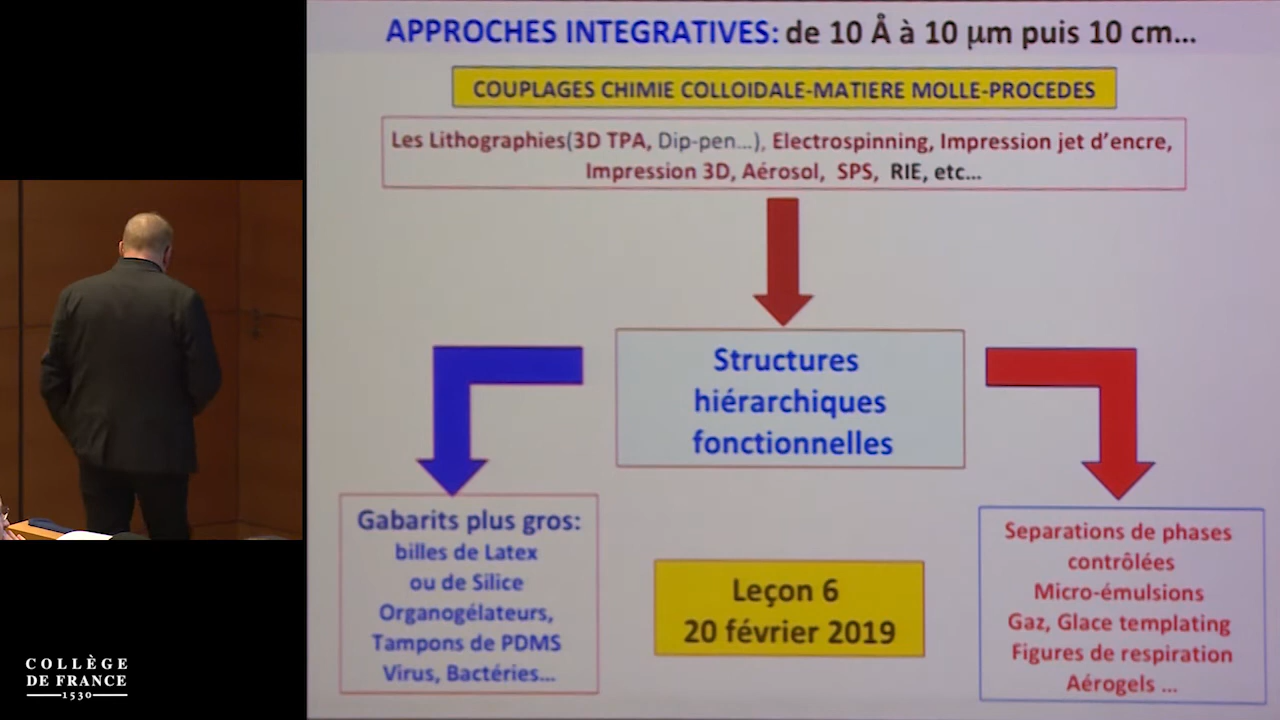 APPROCHES INTEGRATIVES: de 10 Å à 10 µm puis 10 cm...
COUPLAGES CHIMIE COLLOIDALE-MATIERE MOLLE-PROCEDES
Les Lithographies(3D TPA, Dip-pen...), Electrospinning, Impression jet d'encre,
Impression 3D, Aérosol, SPS, RIE, etc...
Structures
hiérarchiques
fonctionnelles
Gabarits plus gros:
billes de Latex
ou de Silice
Organogélateurs,
Tampons de PDMS
Virus, Bactéries...
Leçon 6
20 février 2019
Separations de phases
contrôlées
Micro-émulsions
Gaz, Glace templating
Figures de respiration
Aérogels ...
COLLÈGE
DE FRANCE
1530